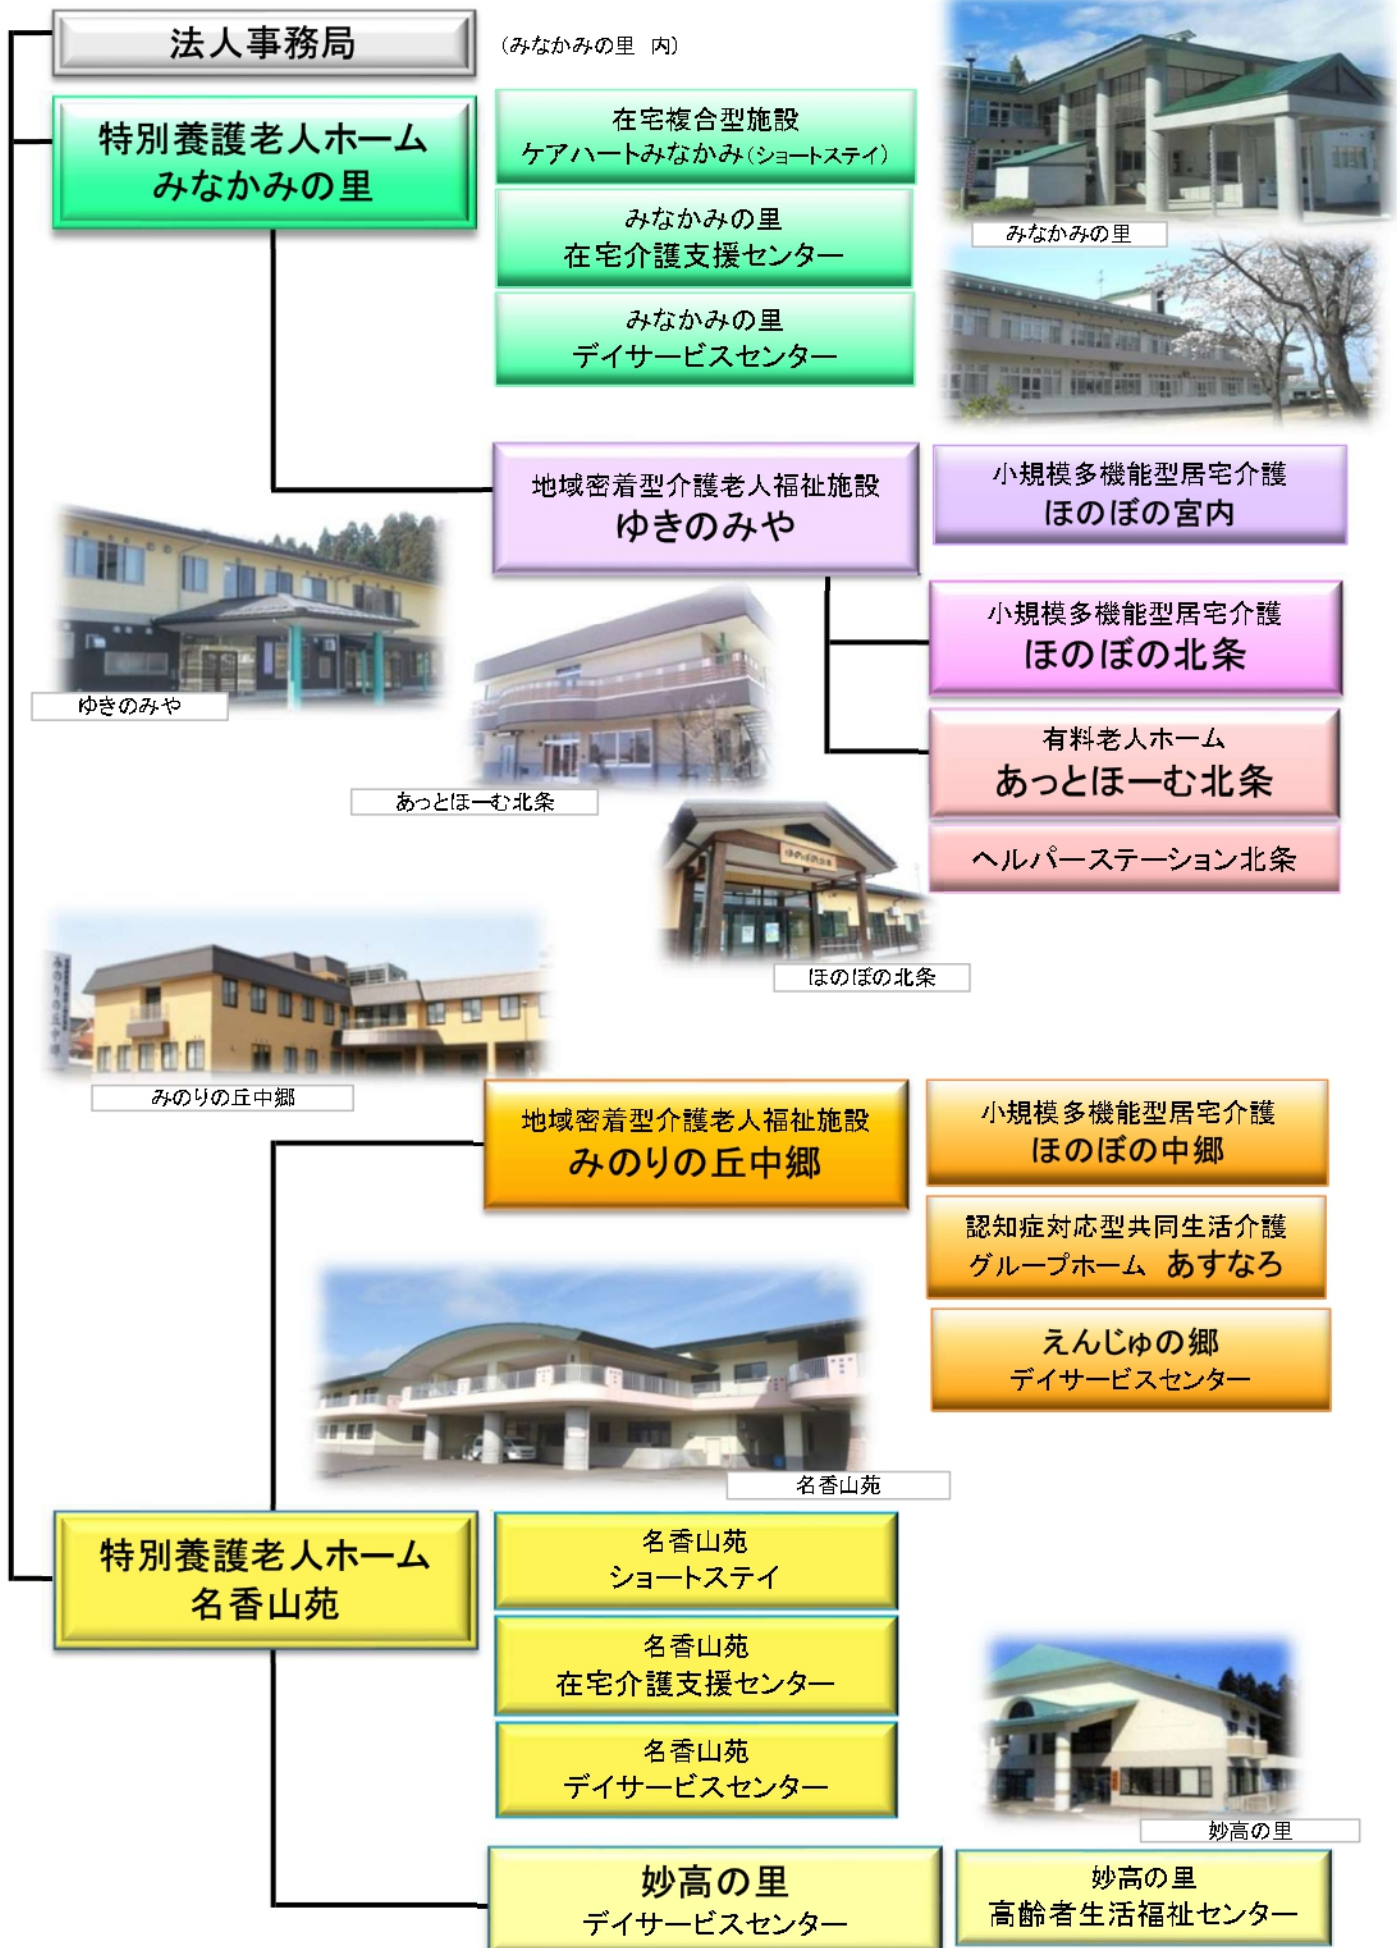 法人事務局
(みなかみの里 内)
特別養護老人ホーム
みなかみの里
在宅複合型施設
ケアハートみなかみ(ショートステイ)
みなかみの里
在宅介護支援センター
みなかみの里
デイサービスセンター
みなかみの里
地域密着型介護老人福祉施設
ゆきのみや
小規模多機能型居宅介護
ほのぼの宮内
小規模多機能型居宅介護
ほのぼの北条
有料老人ホーム
あっとほーむ北条
ヘルパーステーション北条
ゆきのみや
あっとほーむ北条
ほのぼの北条
ほのぼの北条
みのりの丘中郷
みのりの丘中郷
地域密着型介護老人福祉施設
みのりの丘中郷
小規模多機能型居宅介護
ほのぼの中郷
認知症対応型共同生活介護
グループホーム あすなろ
えんじゅの郷
デイサービスセンター
名香山苑
特別養護老人ホーム
名香山苑
名香山苑
ショートステイ
名香山苑
在宅介護支援センター
名香山苑
デイサービスセンター
妙高の里
妙高の里
デイサービスセンター
妙高の里
高齢者生活福祉センター